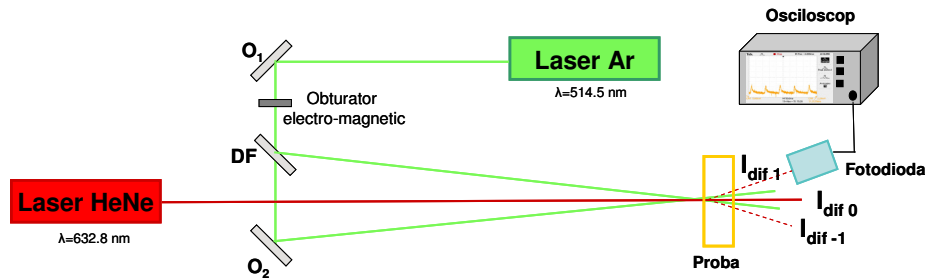 Osciloscop
O1
Laser Ar
λ=514.5 nm
Obturator
electro-magnetic
DF
Idif 1
Fotodioda
Laser HeNe
Idif 0
λ=632.8 nm
Idif -1
O2
Proba